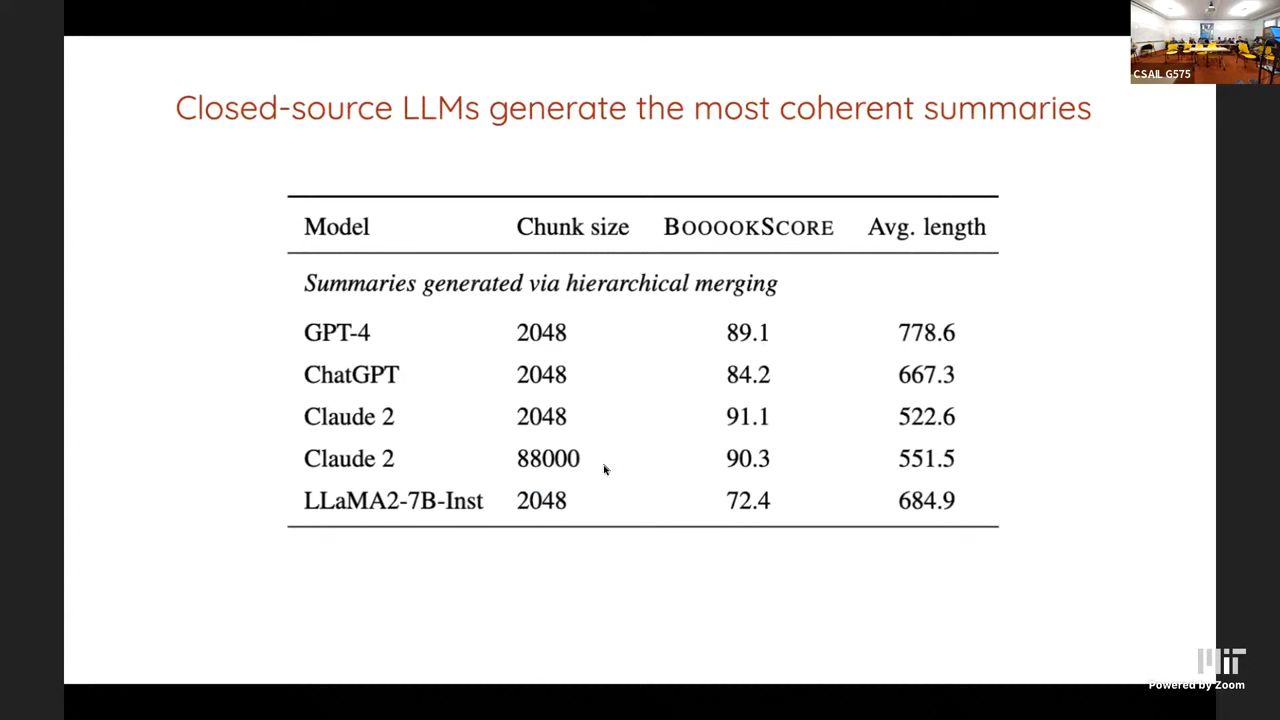 CSAIL G575
Closed-source LLMs generate the most coherent summaries
Model Chunk size BOOOOKSCORE Avg. length
Summaries generated via hierarchical merging
GPT-4 2048 89.1 778.6
ChatGPT 2048 84.2 667.3
Claude 2 2048 91.1 522.6
Claude 2 88000 90.3 551.5
LLaMA2-7B-Inst 2048 72.4 684.9
MIT
Powered by Zoom